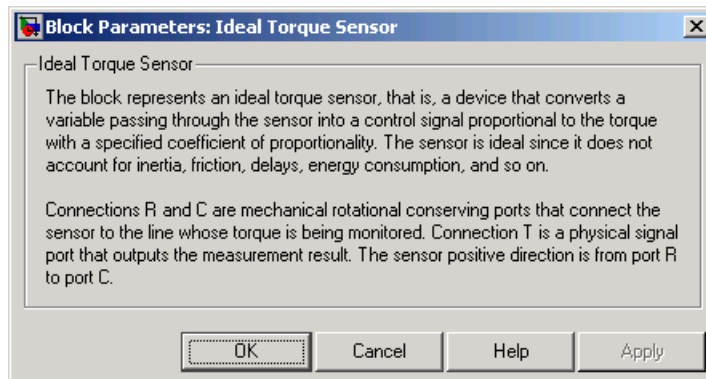 Block Parameters: Ideal Torque Sensor
Ideal Torque Sensor
The block represents an ideal torque sensor, that is, a device that converts a
variable passing through the sensor into a control signal proportional to the torque
with a specified coefficient of proportionality. The sensor is ideal since it does not
account for inertia, friction, delays, energy consumption, and so on.
Connections R and C are mechanical rotational conserving ports that connect the
sensor to the line whose torque is being monitored. Connection T is a physical signal
port that outputs the measurement result. The sensor positive direction is from port R
to port C.
OK Cancel Help Apply